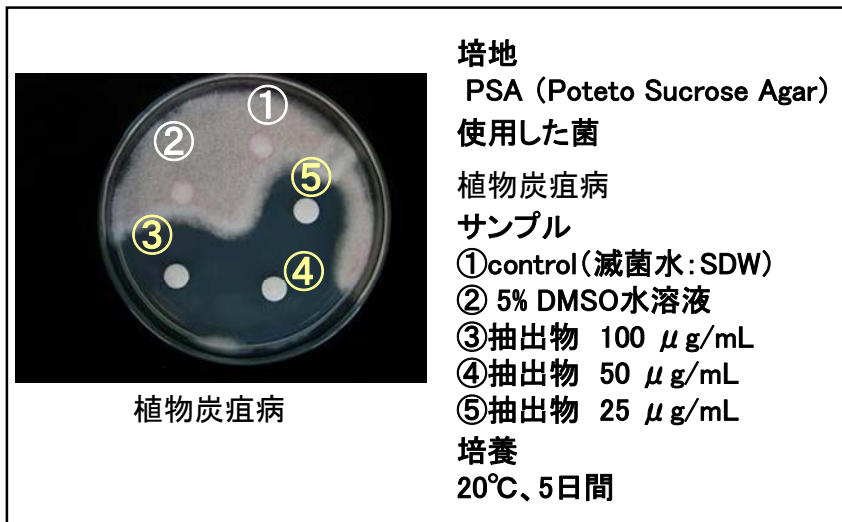 培地
PSA (Poteto Sucrose Agar)
使用した菌
植物炭疽病
サンプル
①control(滅菌水:SDW)
② 5% DMSO水溶液
③抽出物 100 μg/mL
④抽出物 50 μg/mL
⑤抽出物 25 μg/mL
培養
20℃、5日間
①
②
⑤
③
④
植物炭疽病